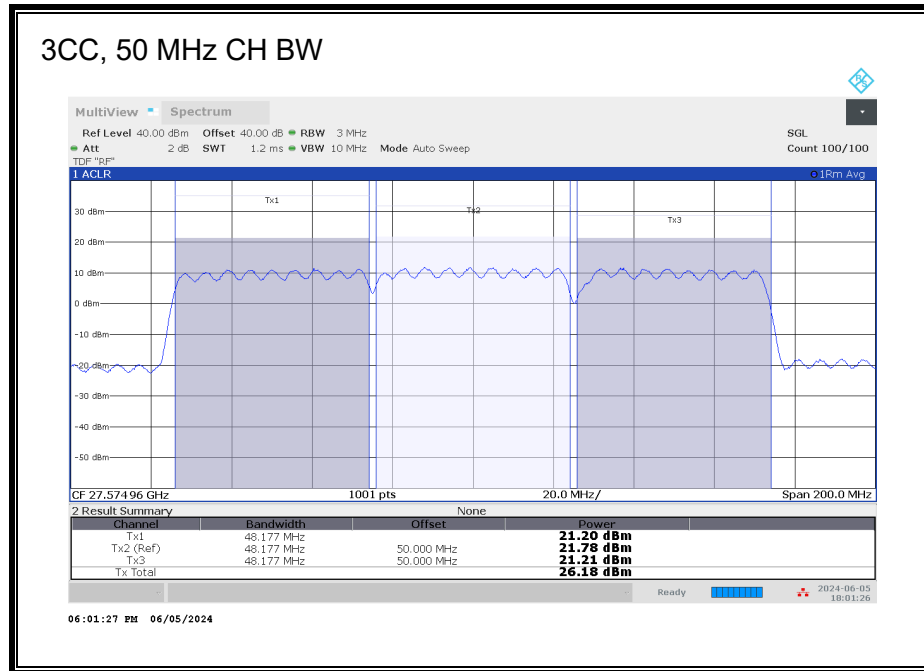 3CC, 50 MHz CH BW
R&S
MultiView Spectrum
Ref Level 40.00 dBm Offset 40.00 dB RBW 3 MHz SGL
Att 2 dB SWT 1.2 ms VBW 10 MHz Mode Auto Sweep Count 100/100
TDF "RF"
1 ACLR 1Rm Avg
Tx1
Tx2
Tx3
30 dBm
20 dBm
10 dBm
0 dBm
-10 dBm
-20 dBm
-40 dBm
-50 dBm
CF 27.57496 GHz 1001 pts 20.0 MHz/ Span 200.0 MHz
2 Result Summary None
Channel Bandwidth Offset Power
Tx1 48.177 MHz 21.20 dBm
Tx2 (Ref) 48.177 MHz 50.000 MHz 21.78 dBm
Tx3 48.177 MHz 50.000 MHz 21.21 dBm
Tx Total 26.18 dBm
Ready 2024-06-05
18:01:26
06:01:27 PM 06/05/2024